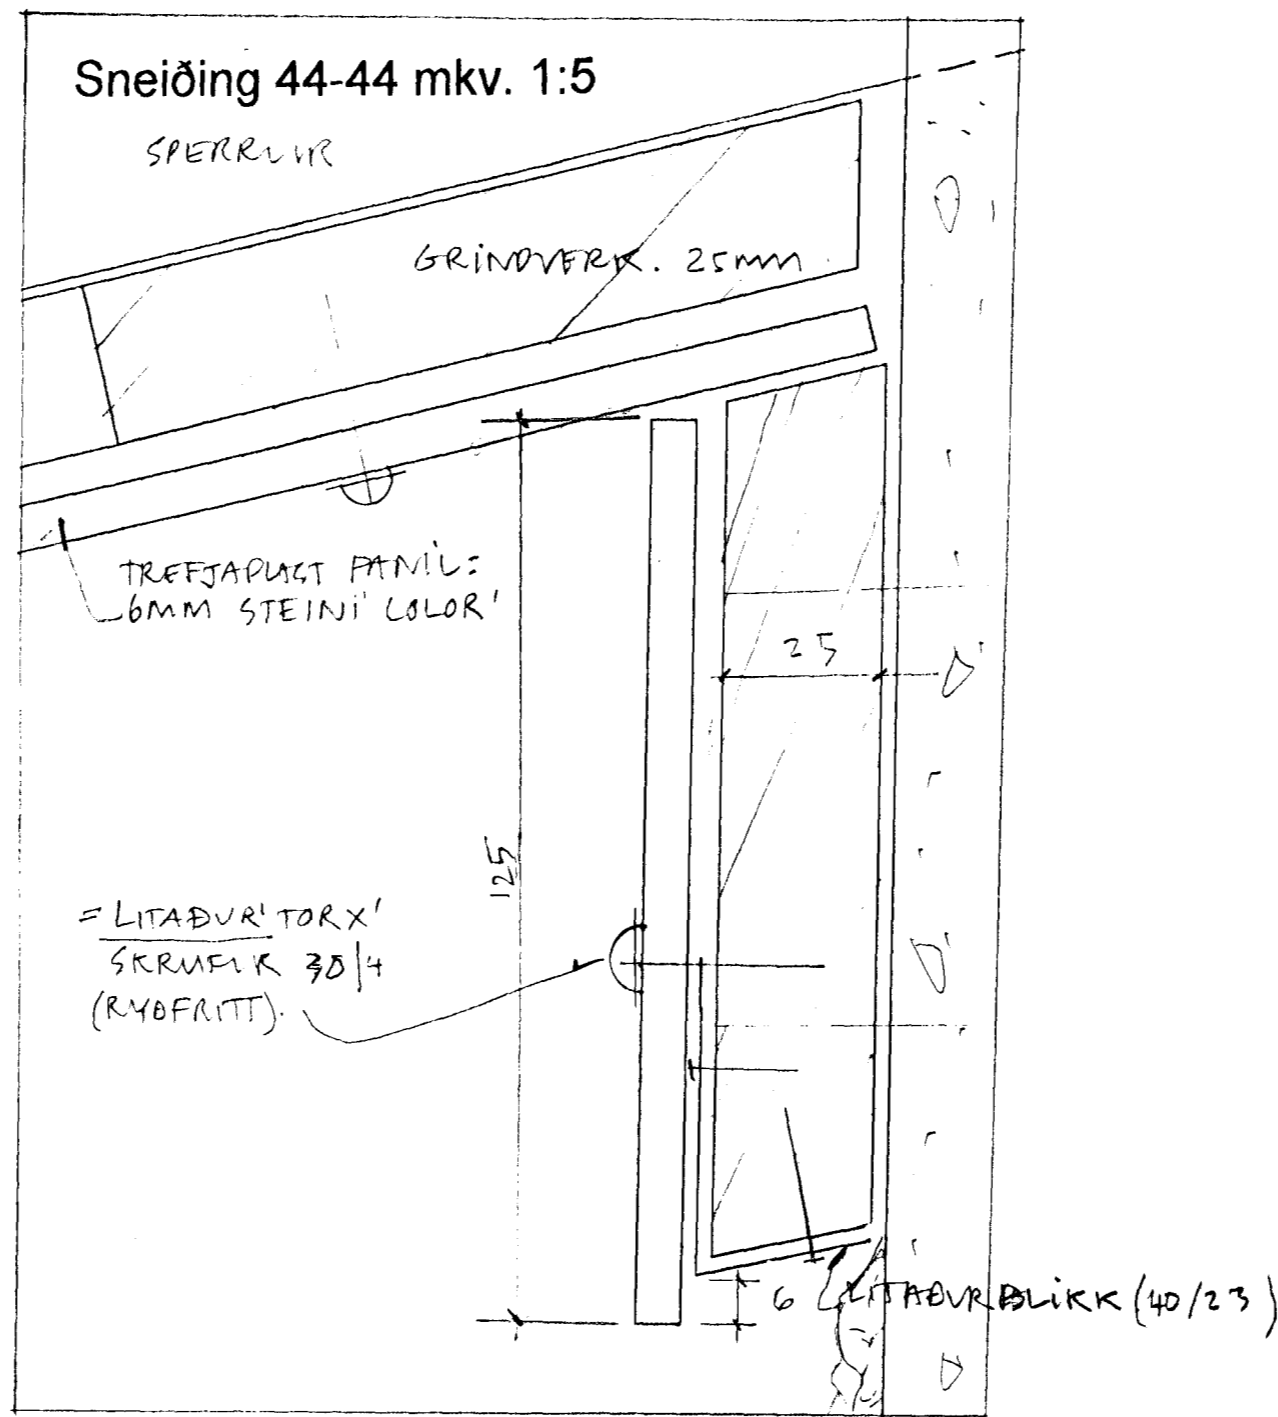 Sneiðing 44-44 mkv. 1:5
SPERRUR
GRINDVERK. 25mm
TREFJAPLAST PANIL:
6MM STEINI COLOR'
25
125
= LITAÐUR TORX'
SKRUFUR 30/4
(RYÐFRITT).
6
LITAÐUR BLIKK (40/23)